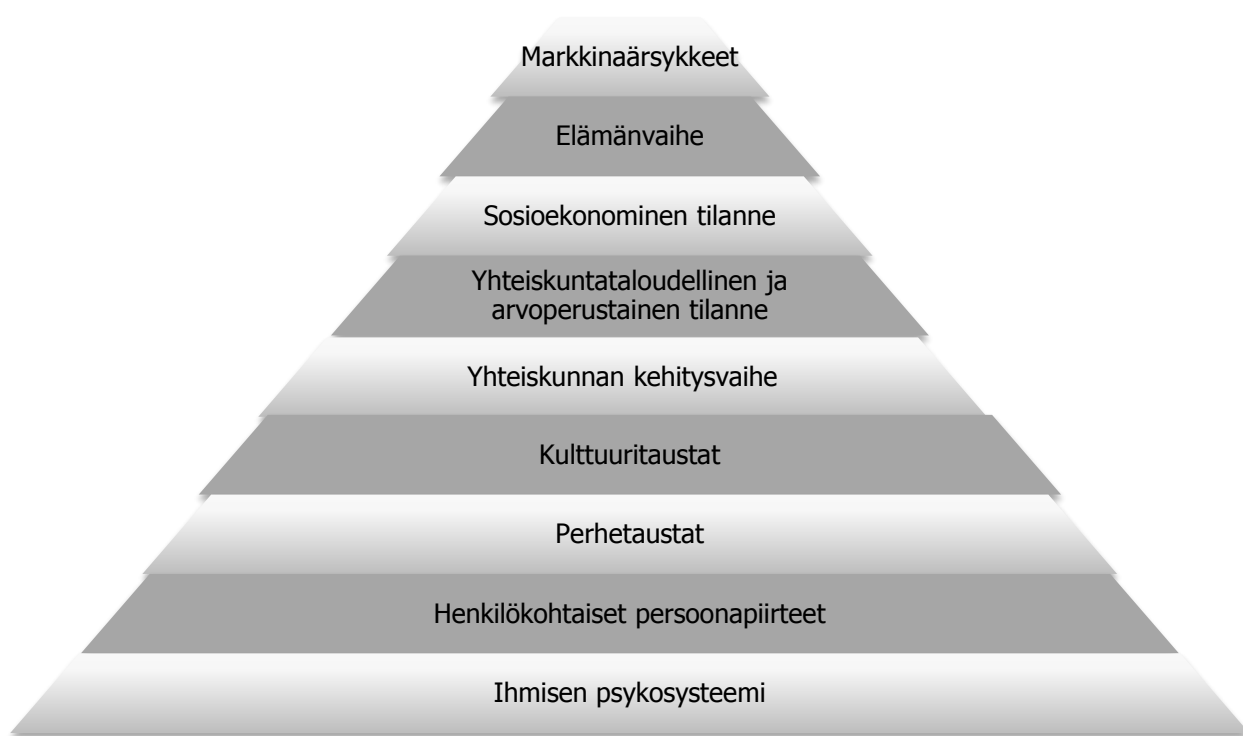 Markkinaärsykkeet
Elämänvaihe
Sosioekonominen tilanne
Yhteiskuntataloudellinen ja
arvoperustainen tilanne
Yhteiskunnan kehitysvaihe
Kulttuuritaustat
Perhetaustat
Henkilökohtaiset persoonapiirteet
Ihmisen psykosysteemi